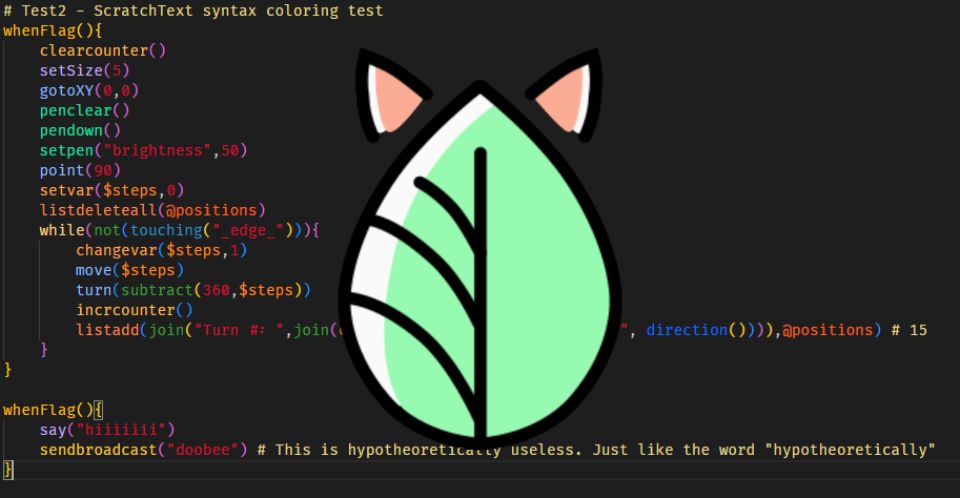 # Test2 - ScratchText syntax coloring test
whenFlag(){
clearcounter()
setSize(5)
gotoXY(0,0)
penclear()
pendown()
setpen("brightness",50)
point(90)
setvar($steps,0)
listdeleteall(@positions)
while(not(touching("_edge_"))){
changevar($steps,1)
move($steps)
turn(subtract(360,$steps))
incrcounter()
listadd(join("Turn #: ",join( ", direction()))),@positions) # 15
}
}
whenFlag(){
say("hiiiiiii")
sendbroadcast("doobee") # This is hypotheoretically useless. Just like the word "hypotheoretically"
}